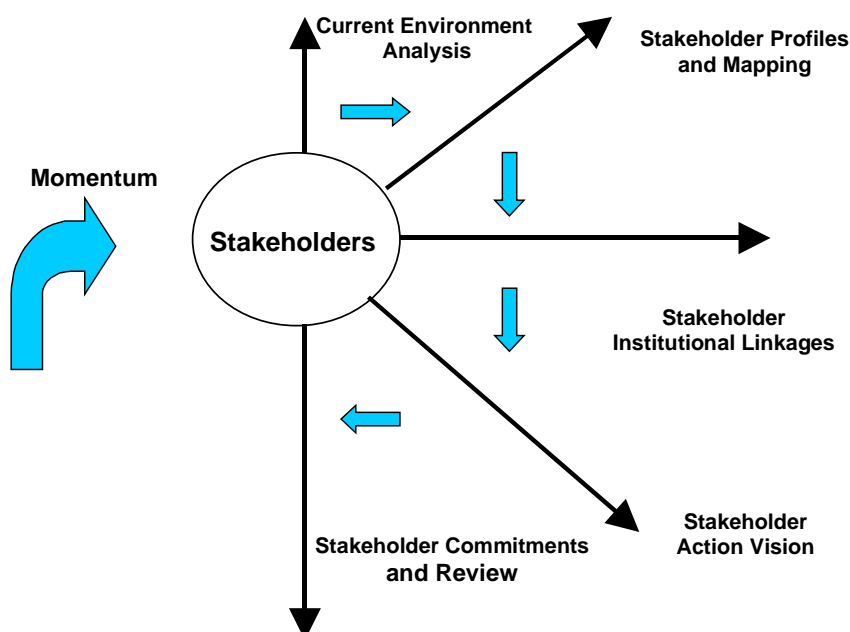 Current Environment
Analysis
Stakeholder Profiles
and Mapping
Momentum
Stakeholders
Stakeholder
Institutional Linkages
Stakeholder
Action Vision
Stakeholder Commitments
and Review